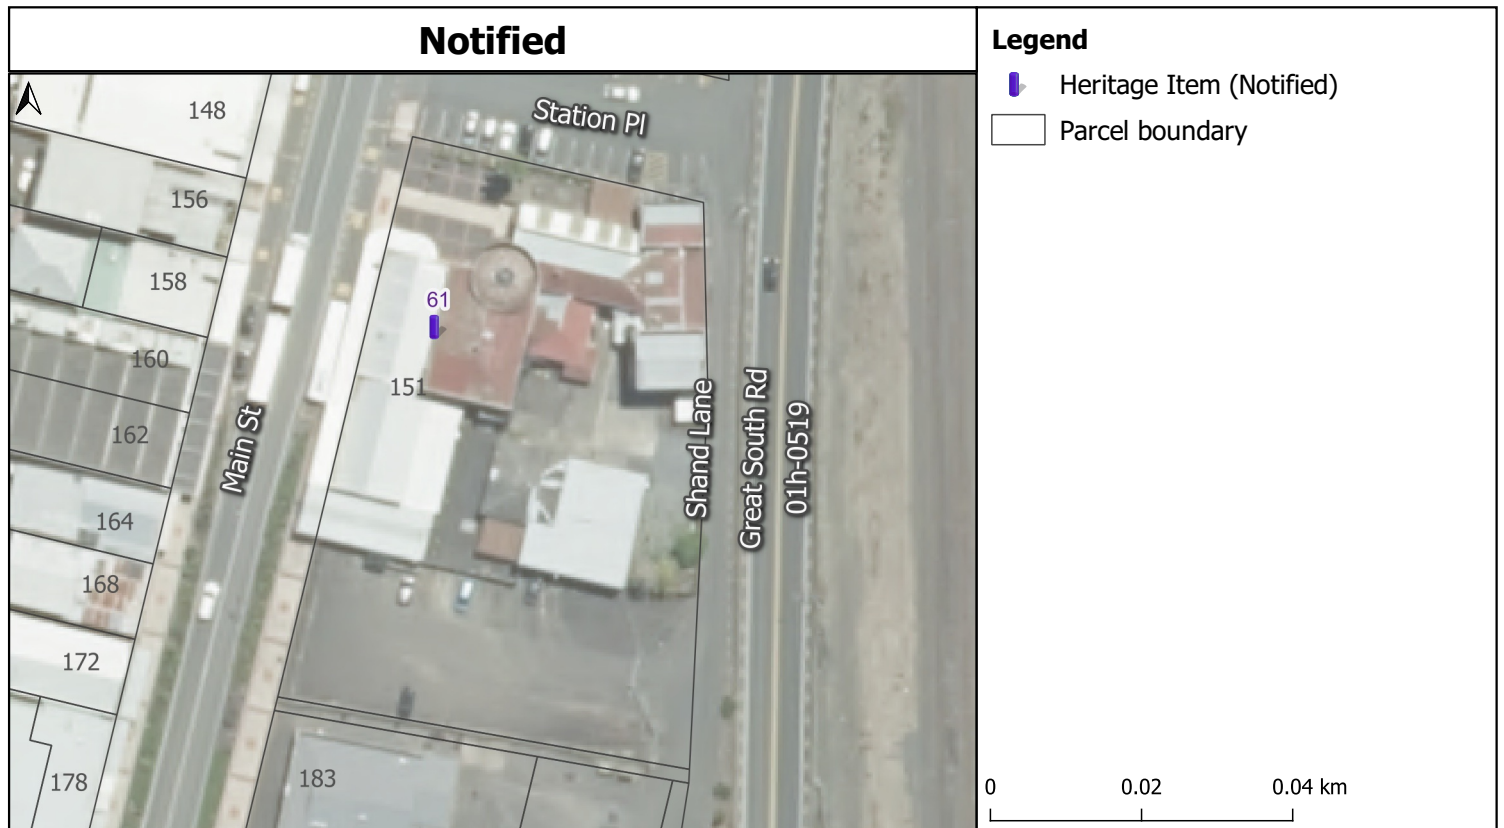 Notified
Legend
Heritage Item (Notified)
Parcel boundary
148
Station Pl
156
158
61
160
151
162
Main St
Shand Lane
Great South Rd
01h-0519
164
168
172
178
183
0 0.02 0.04 km